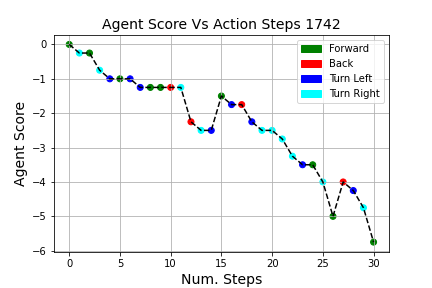 Agent Score Vs Action Steps 1742
Forward
Back
Turn Left
Turn Right
Agent Score
0
−1
−2
−3
−4
−5
−6
0 5 10 15 20 25 30
Num. Steps